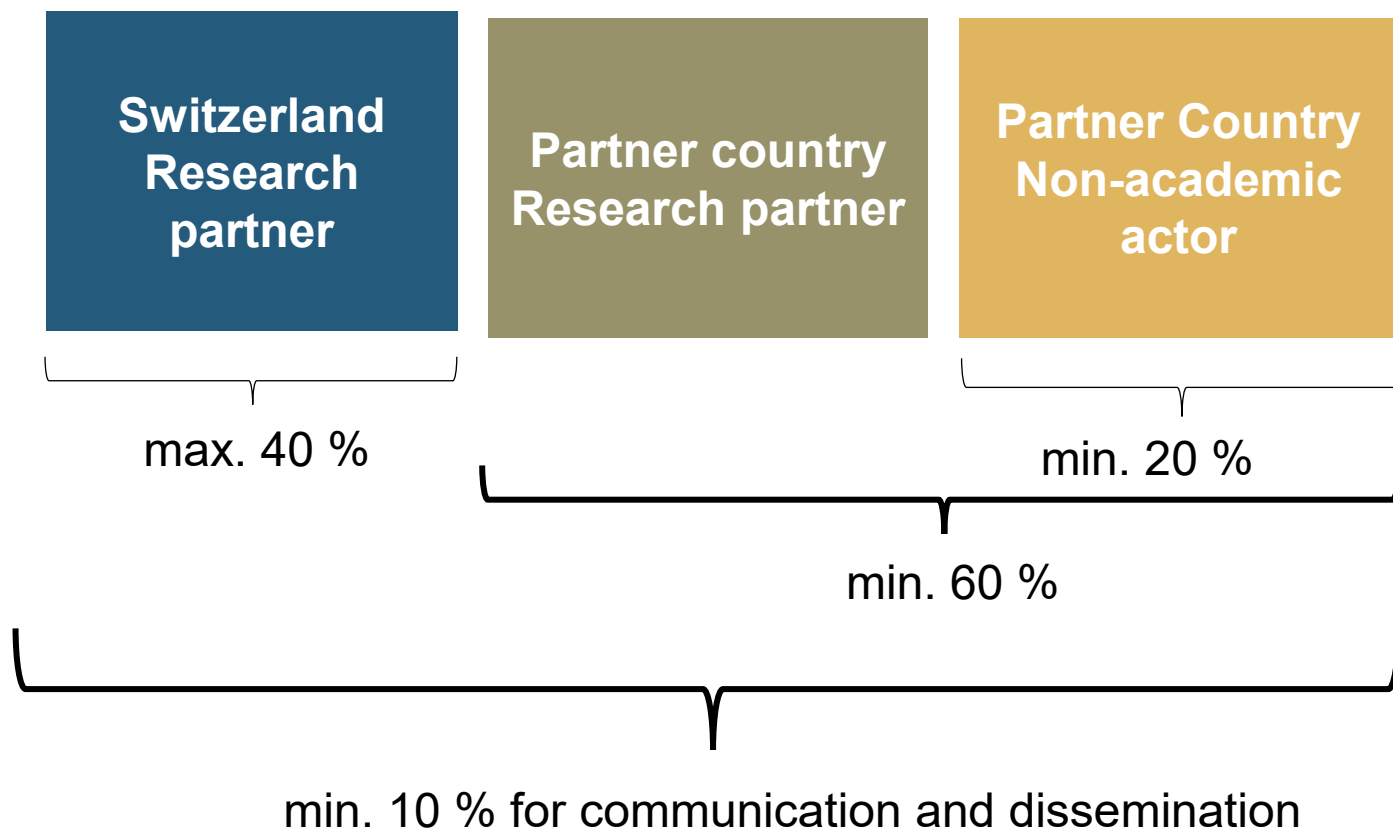 Switzerland
Research
partner
Partner country
Research partner
Partner Country
Non-academic
actor
max. 40 %
min. 20 %
min. 60 %
min. 10 % for communication and dissemination